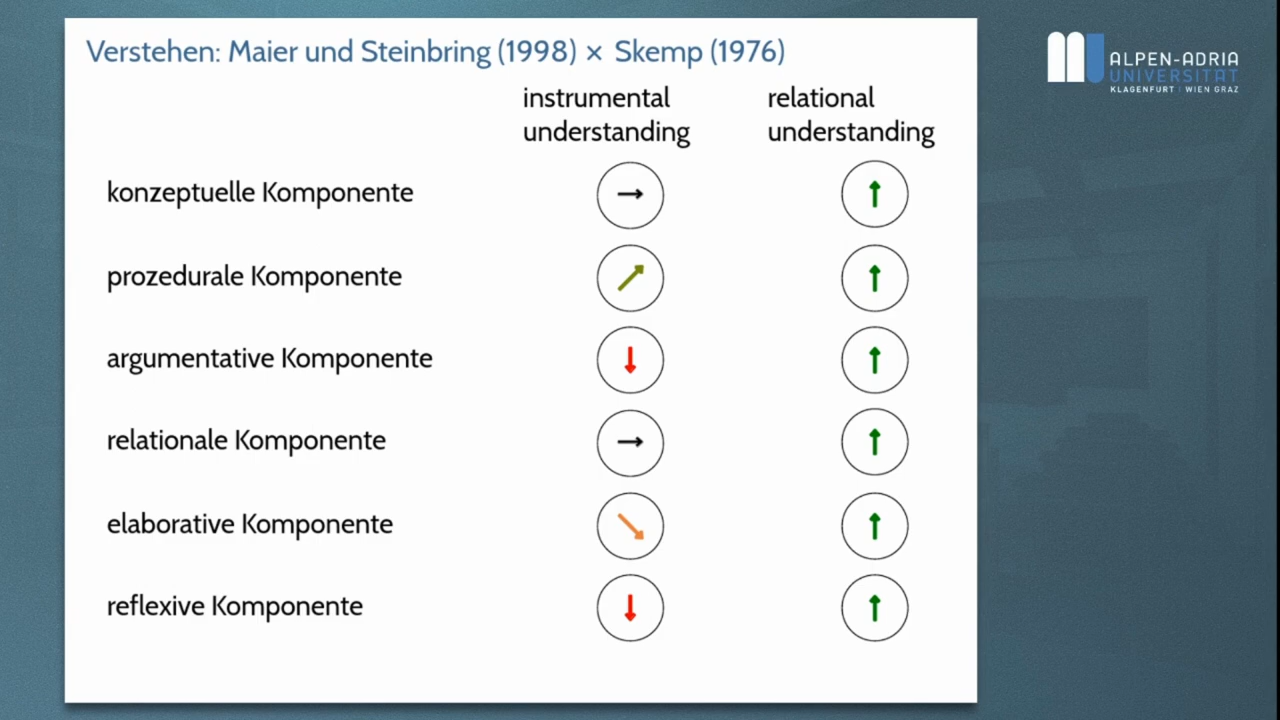 Verstehen: Maier und Steinbring (1998) × Skemp (1976)
instrumental understanding
relational understanding
konzeptuelle Komponente
prozedurale Komponente
argumentative Komponente
relationale Komponente
elaborative Komponente
reflexive Komponente
ALPEN-ADRIA
UNIVERSITÄT
KLAGENFURT | WIEN GRAZ